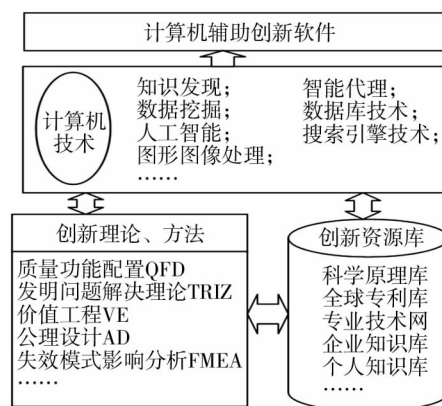 计算机辅助创新软件
计算机
技术
知识发现;
数据挖掘;
人工智能;
图形图像处理;
……
智能代理;
数据库技术;
搜索引擎技术;
创新理论、方法
质量功能配置QFD
发明问题解决理论TRIZ
价值工程VE
公理设计AD
失效模式影响分析FMEA
……
创新资源库
科学原理库
全球专利库
专业技术网
企业知识库
个人知识库
……